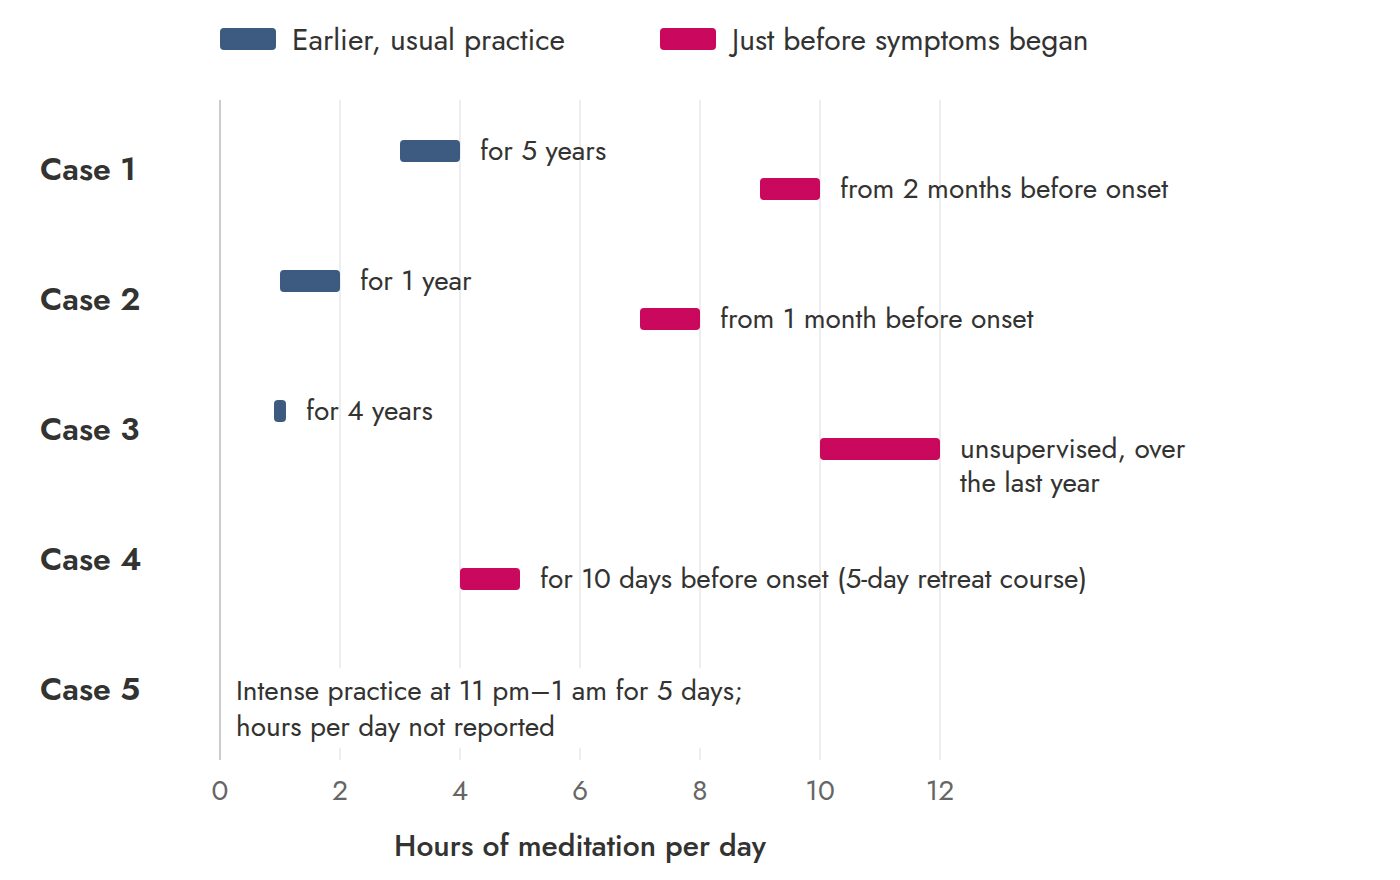 Earlier, usual practice
Just before symptoms began
Case 1
for 5 years
from 2 months before onset
Case 2
for 1 year
from 1 month before onset
Case 3
for 4 years
unsupervised, over
the last year
Case 4
for 10 days before onset (5-day retreat course)
Case 5
Intense practice at 11 pm–1 am for 5 days;
hours per day not reported
0 2 4 6 8 10 12
Hours of meditation per day